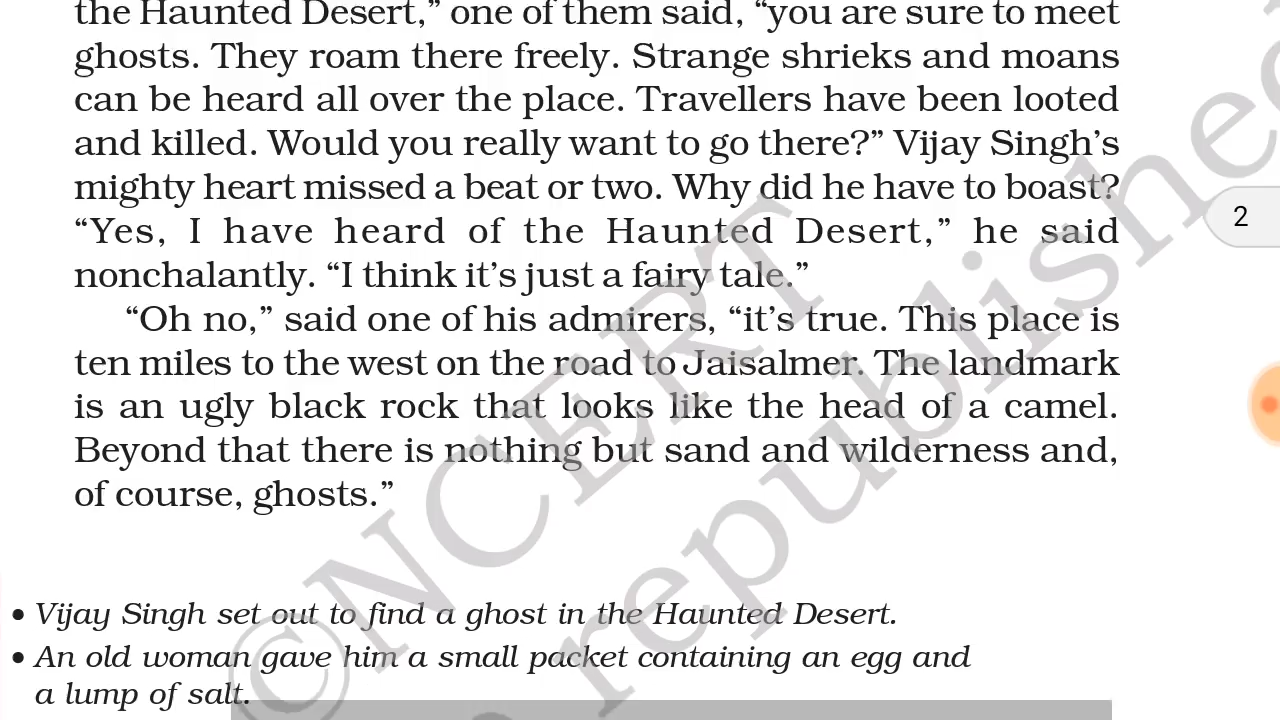 the Haunted Desert,” one of them said, “you are sure to meet
ghosts. They roam there freely. Strange shrieks and moans
can be heard all over the place. Travellers have been looted
and killed. Would you really want to go there?” Vijay Singh’s
mighty heart missed a beat or two. Why did he have to boast?
“Yes, I have heard of the Haunted Desert,” he said
nonchalantly. “I think it’s just a fairy tale.”
“Oh no,” said one of his admirers, “it’s true. This place is
ten miles to the west on the road to Jaisalmer. The landmark
is an ugly black rock that looks like the head of a camel.
Beyond that there is nothing but sand and wilderness and,
of course, ghosts.”
• Vijay Singh set out to find a ghost in the Haunted Desert.
• An old woman gave him a small packet containing an egg and
a lump of salt.
2
©NCERT
republished